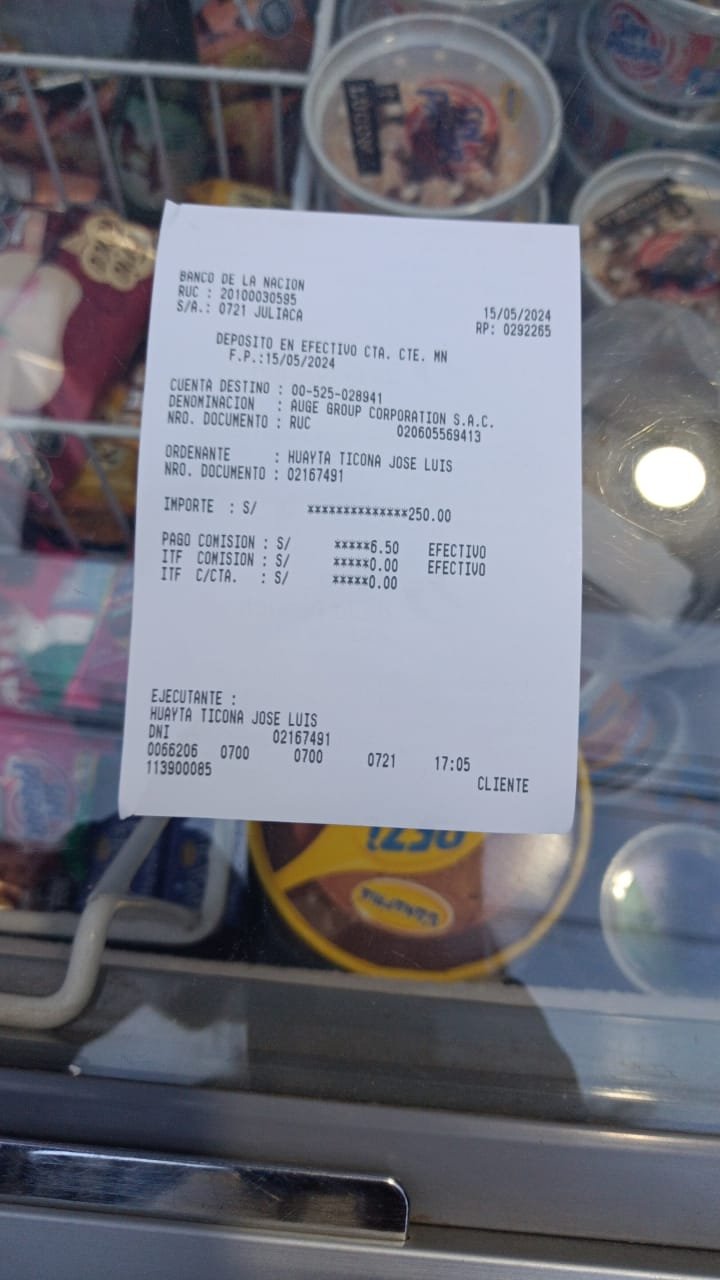 BANCO DE LA NACION
RUC : 20100030595
S/A.: 0721 JULIACA
15/05/2024
RP: 0292265
DEPOSITO EN EFECTIVO CTA. CTE. MN
F.P.:15/05/2024
CUENTA DESTINO : 00-525-028941
DENOMINACION : AUGE GROUP CORPORATION S.A.C.
NRO. DOCUMENTO : RUC 020605569413
ORDENANTE : HUAYTA TICONA JOSE LUIS
NRO. DOCUMENTO : 02167491
IMPORTE : S/ **************250.00
PAGO COMISION : S/ *****6.50 EFECTIVO
ITF COMISION : S/ *****0.00 EFECTIVO
ITF C/CTA. : S/ *****0.00
EJECUTANTE :
HUAYTA TICONA JOSE LUIS
DNI 02167491
0066206 0700 0700 0721 17:05
113900085
CLIENTE